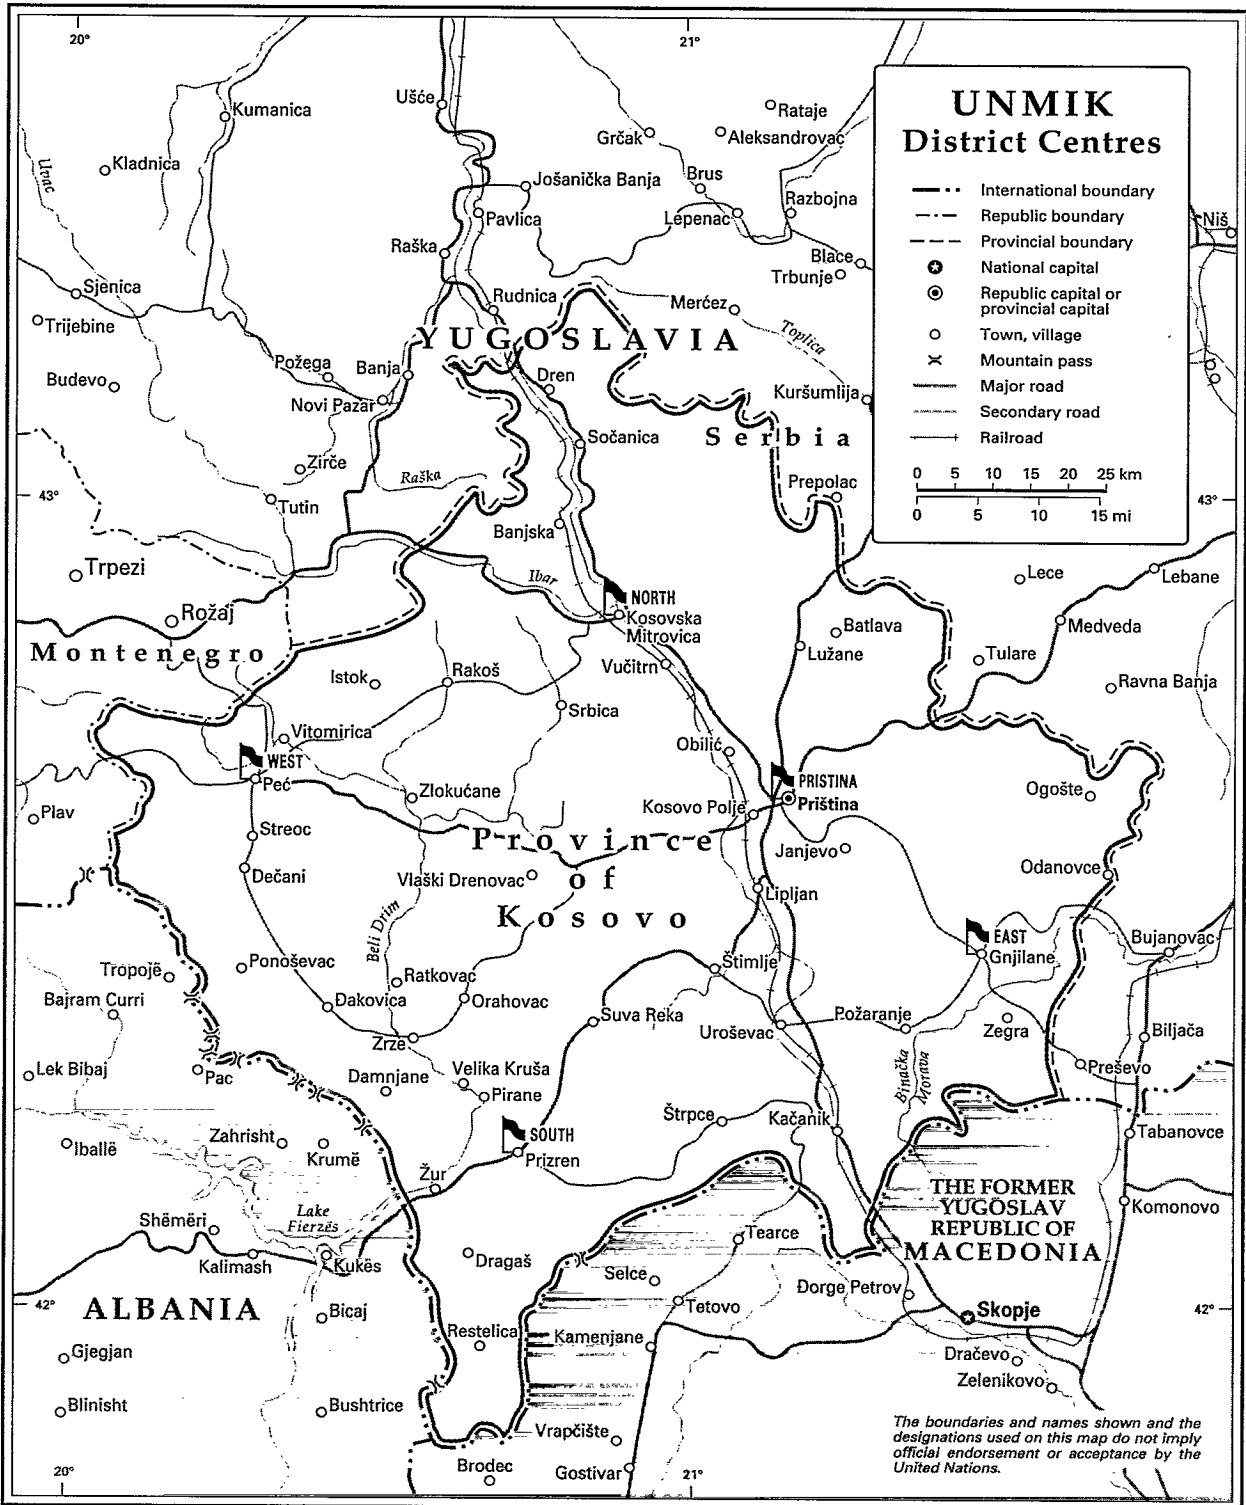 20°
21°
UNMIK
District Centres
International boundary
Republic boundary
Provincial boundary
National capital
Republic capital or
provincial capital
Town, village
Mountain pass
Major road
Secondary road
Railroad
0 5 10 15 20 25 km
0 5 10 15 mi
Kumanica
Ušće
Rataje
Grčak
Aleksandrovac
Kladnica
Uvac
Jošanička Banja
Brus
Razbojna
Pavlica
Lepenac
Niš
Raška
Blace
Trbunje
Sjenica
Rudnica
Merćez
Trijebine
YUGOSLAVIA
Toplica
Požega
Banja
Budevo
Dren
Kuršumlija
Novi Pazar
Sočanica
Serbia
Zirče
Raška
Prepolac
43°
43°
Tutin
Banjska
Trpezi
Ibar
Lece
Lebane
NORTH
Kosovska
Mitrovica
Rožaj
Batlava
Medveda
Montenegro
Lužane
Vučitrn
Tulare
Istok
Rakoš
Ravna Banja
Srbica
Vitomirica
Obilić
WEST
Peć
PRISTINA
Priština
Zlokućane
Ogošte
Plav
Kosovo Polje
Streoc
Province
of
Kosovo
Janjevo
Dečani
Vlaški Drenovac
Odanovce
Lipljan
Beli Drim
EAST
Gnjilane
Bujanovac
Ponoševac
Tropojë
Ratkovac
Štimlje
Bajram Curri
Đakovica
Orahovac
Suva Reka
Požaranje
Uroševac
Zegra
Biljača
Zrze
Lek Bibaj
Pac
Velika Kruša
Damnjane
Pirane
Preševo
Binačka
Morava
Štrpce
Kačanik
Iballë
Zahrisht
Krumë
SOUTH
Prizren
Tabanovce
Žur
Lake
Fierzës
THE FORMER
YUGOSLAV
REPUBLIC OF
MACEDONIA
Komonovo
Shëmëri
Tearce
Kalimash
Kukës
Dragaš
Selce
Đorge Petrov
42°
42°
ALBANIA
Bicaj
Tetovo
Skopje
Restelica
Kamenjane
Gjegjan
Dračevo
Zelenikovo
Blinisht
Bushtrice
Vrapčište
The boundaries and names shown and the
designations used on this map do not imply
official endorsement or acceptance by the
United Nations.
Brodec
Gostivar
20°
21°